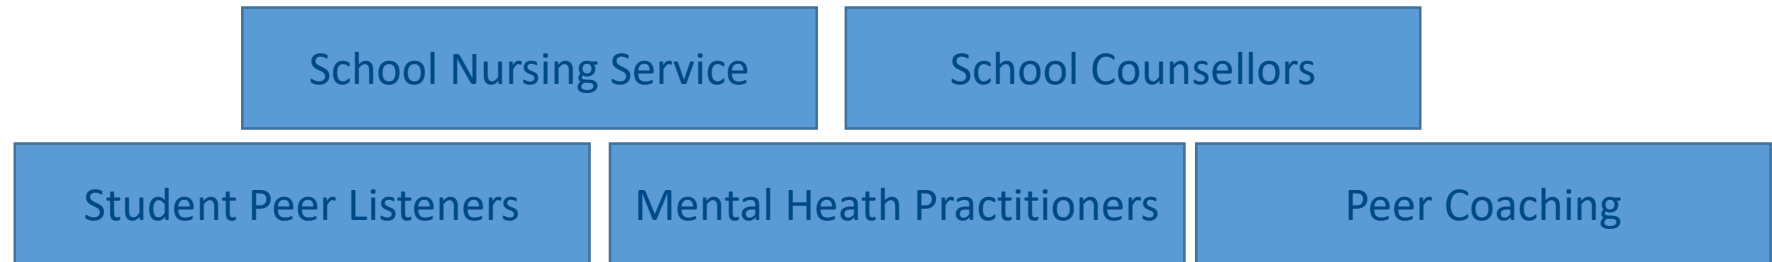 School Nursing Service
School Counsellors
Student Peer Listeners
Mental Heath Practitioners
Peer Coaching